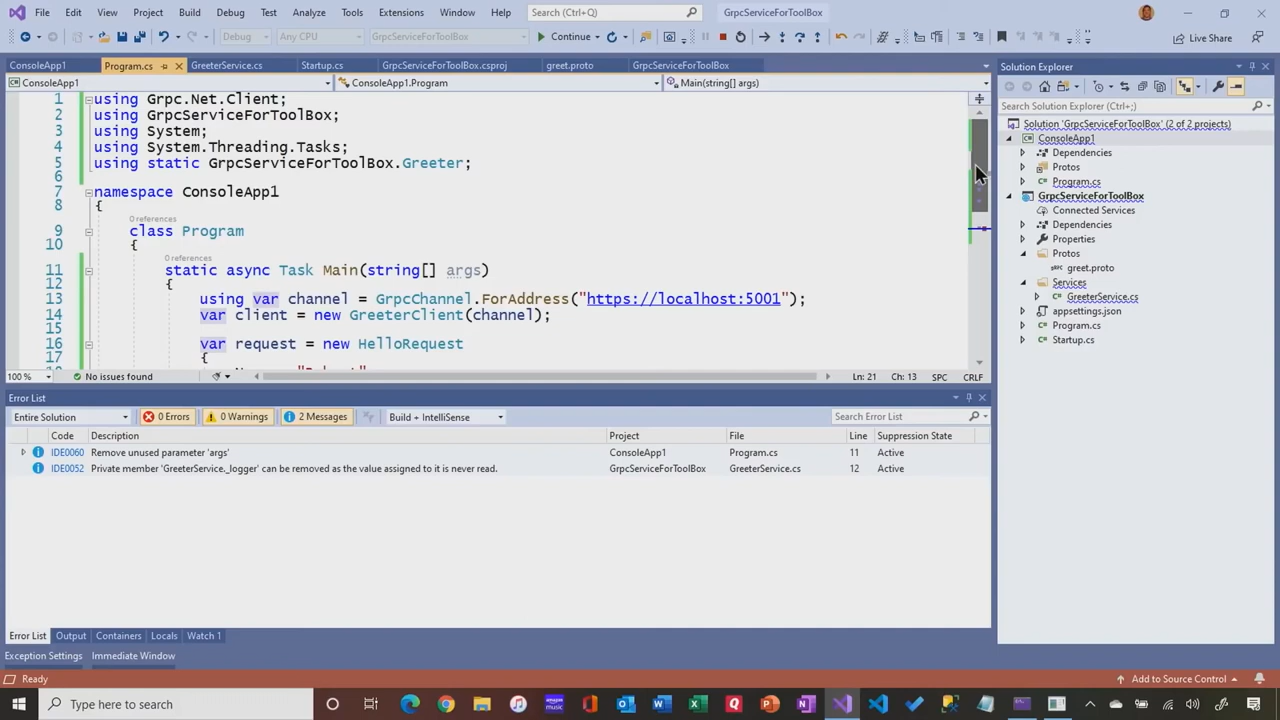 File Edit View Project Build Debug Test Analyze Tools Extensions Window Help Search (Ctrl+Q) GrpcServiceForToolBox
Debug Any CPU GrpcServiceForToolBox Continue Live Share
ConsoleApp1 Program.cs GreeterService.cs Startup.cs GrpcServiceForToolBox.csproj greet.proto GrpcServiceForToolBox
ConsoleApp1 ConsoleApp1.Program Main(string[] args)
1 using Grpc.Net.Client;
2 using GrpcServiceForToolBox;
3 using System;
4 using System.Threading.Tasks;
5 using static GrpcServiceForToolBox.Greeter;
6
7 namespace ConsoleApp1
8 {
0 references
9 class Program
10 {
0 references
11 static async Task Main(string[] args)
12 {
13 using var channel = GrpcChannel.ForAddress("https://localhost:5001");
14 var client = new GreeterClient(channel);
15
16 var request = new HelloRequest
17 {
100 % No issues found Ln: 21 Ch: 13 SPC CRLF
Error List
Entire Solution 0 Errors 0 Warnings 2 Messages Build + IntelliSense Search Error List
Code Description Project File Line Suppression State
IDE0060 Remove unused parameter 'args' ConsoleApp1 Program.cs 11 Active
IDE0052 Private member 'GreeterService._logger' can be removed as the value assigned to it is never read. GrpcServiceForToolBox GreeterService.cs 12 Active
Error List Output Containers Locals Watch 1
Exception Settings Immediate Window
Solution Explorer
Search Solution Explorer (Ctrl+;)
Solution 'GrpcServiceForToolBox' (2 of 2 projects)
ConsoleApp1
Dependencies
Protos
Program.cs
GrpcServiceForToolBox
Connected Services
Dependencies
Properties
Protos
greet.proto
Services
GreeterService.cs
appsettings.json
Program.cs
Startup.cs
Ready Add to Source Control
Type here to search